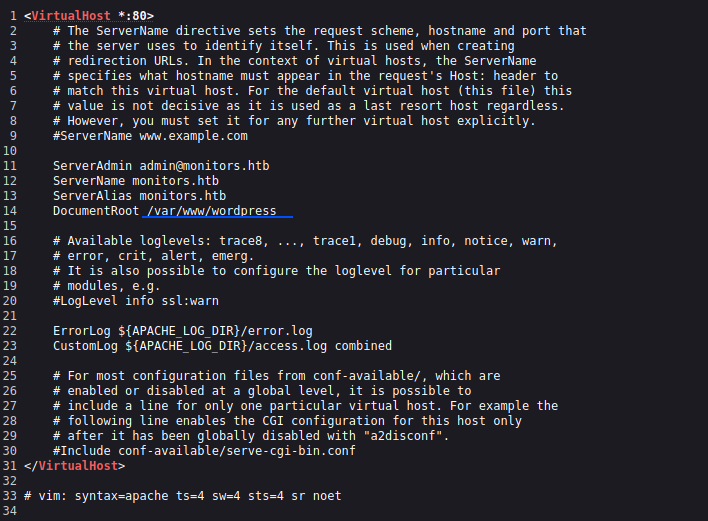 1 <VirtualHost *:80>
2 # The ServerName directive sets the request scheme, hostname and port that
3 # the server uses to identify itself. This is used when creating
4 # redirection URLs. In the context of virtual hosts, the ServerName
5 # specifies what hostname must appear in the request's Host: header to
6 # match this virtual host. For the default virtual host (this file) this
7 # value is not decisive as it is used as a last resort host regardless.
8 # However, you must set it for any further virtual host explicitly.
9 #ServerName www.example.com
10
11 ServerAdmin admin@monitors.htb
12 ServerName monitors.htb
13 ServerAlias monitors.htb
14 DocumentRoot /var/www/wordpress
15
16 # Available loglevels: trace8, ..., trace1, debug, info, notice, warn,
17 # error, crit, alert, emerg.
18 # It is also possible to configure the loglevel for particular
19 # modules, e.g.
20 #LogLevel info ssl:warn
21
22 ErrorLog ${APACHE_LOG_DIR}/error.log
23 CustomLog ${APACHE_LOG_DIR}/access.log combined
24
25 # For most configuration files from conf-available/, which are
26 # enabled or disabled at a global level, it is possible to
27 # include a line for only one particular virtual host. For example the
28 # following line enables the CGI configuration for this host only
29 # after it has been globally disabled with "a2disconf".
30 #Include conf-available/serve-cgi-bin.conf
31 </VirtualHost>
32
33 # vim: syntax=apache ts=4 sw=4 sts=4 sr noet
34